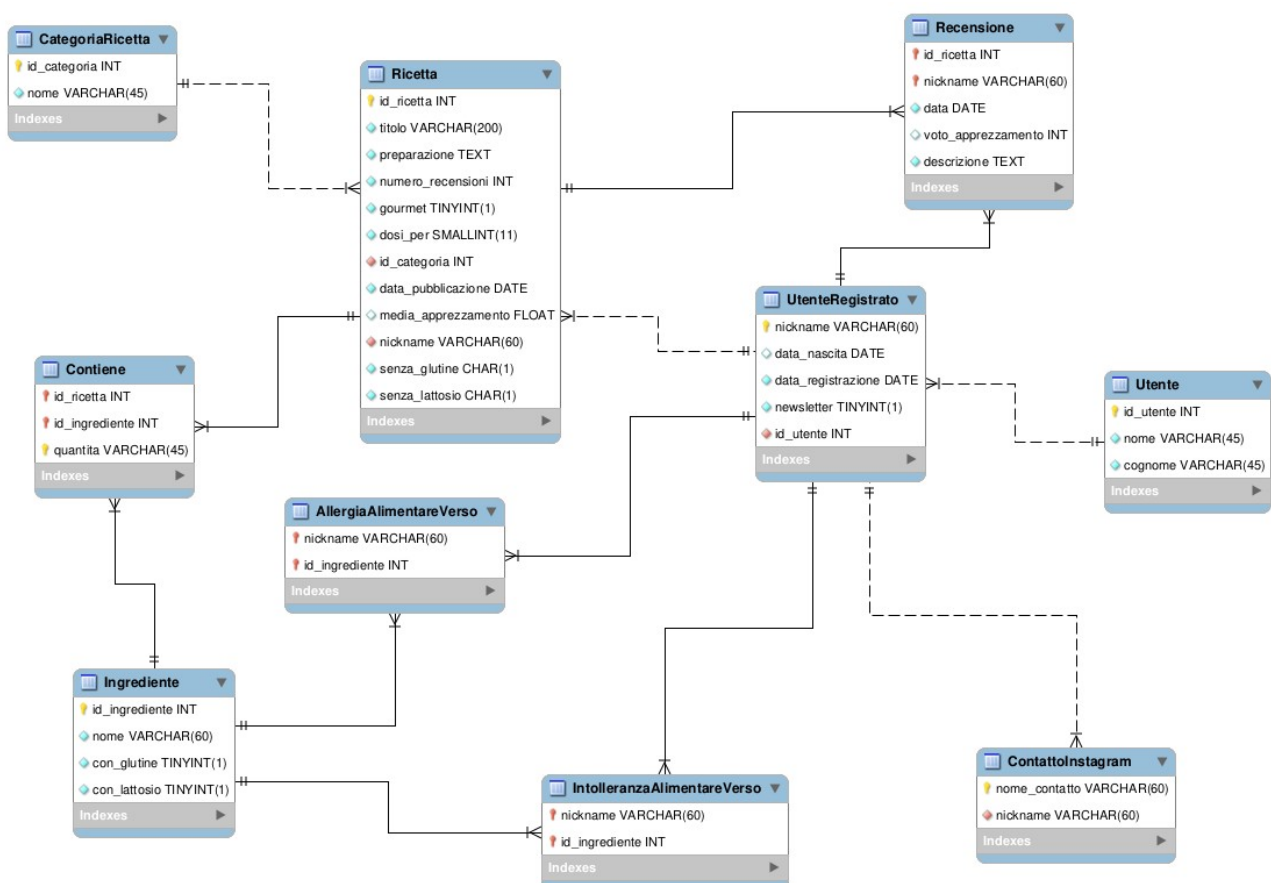 CategoriaRicetta
id_categoria INT
nome VARCHAR(45)
Indexes
Ricetta
id_ricetta INT
titolo VARCHAR(200)
preparazione TEXT
numero_recensioni INT
gourmet TINYINT(1)
dosi_per SMALLINT(11)
id_categoria INT
data_pubblicazione DATE
media_apprezzamento FLOAT
nickname VARCHAR(60)
senza_glutine CHAR(1)
senza_lattosio CHAR(1)
Indexes
Recensione
id_ricetta INT
nickname VARCHAR(60)
data DATE
voto_apprezzamento INT
descrizione TEXT
Indexes
UtenteRegistrato
nickname VARCHAR(60)
data_nascita DATE
data_registrazione DATE
newsletter TINYINT(1)
id_utente INT
Indexes
Utente
id_utente INT
nome VARCHAR(45)
cognome VARCHAR(45)
Indexes
Contiene
id_ricetta INT
id_ingrediente INT
quantita VARCHAR(45)
Indexes
AllergiaAlimentareVerso
nickname VARCHAR(60)
id_ingrediente INT
Indexes
Ingrediente
id_ingrediente INT
nome VARCHAR(60)
con_glutine TINYINT(1)
con_lattosio TINYINT(1)
Indexes
IntolleranzaAlimentareVerso
nickname VARCHAR(60)
id_ingrediente INT
Indexes
ContattoInstagram
nome_contatto VARCHAR(60)
nickname VARCHAR(60)
Indexes